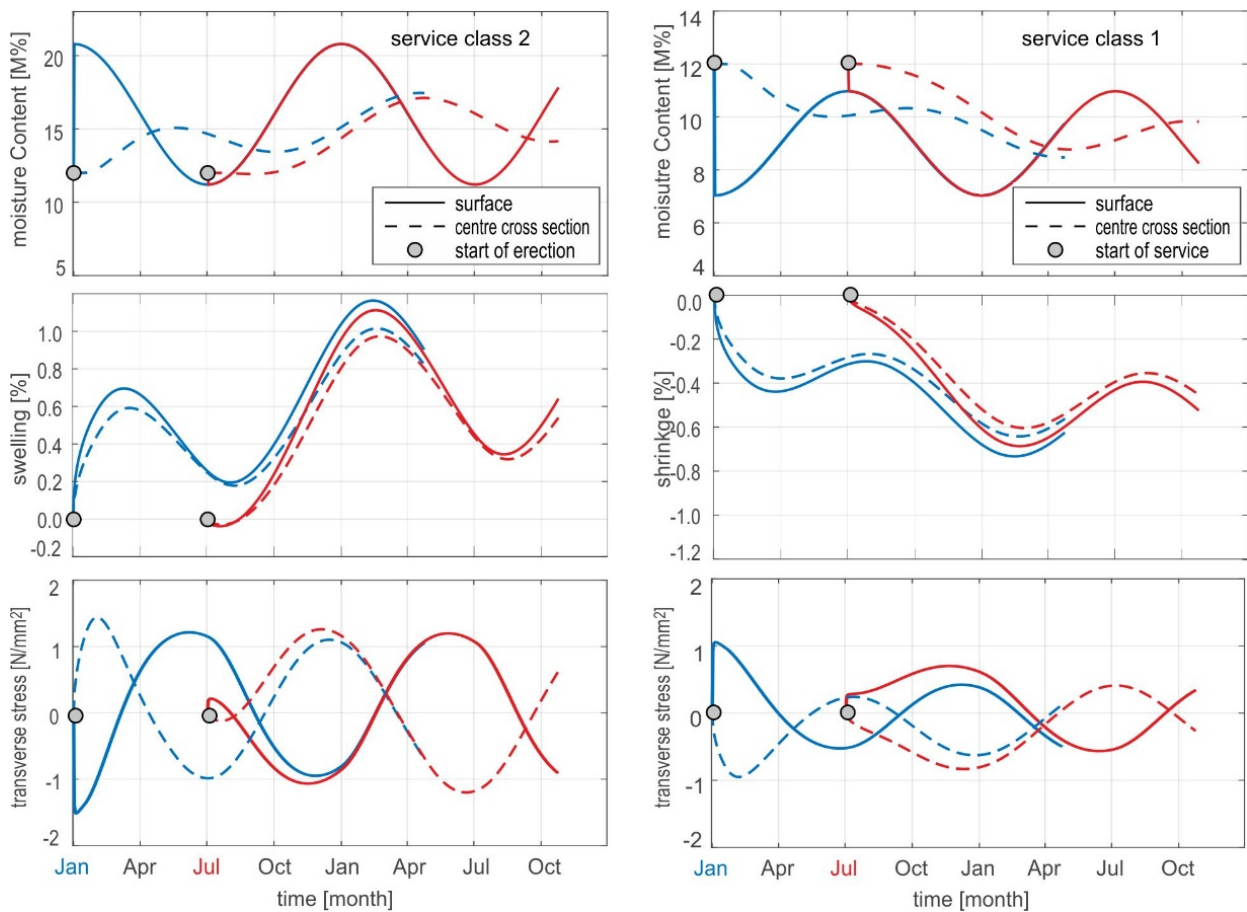 service class 2
moisture Content [M%]
20
15
10
5
surface
centre cross section
start of erection
service class 1
moisutre Content [M%]
14
12
10
8
6
4
surface
centre cross section
start of service
swelling [%]
1.0
0.8
0.6
0.4
0.2
0.0
-0.2
shrinkge [%]
0.0
-0.2
-0.4
-0.6
-0.8
-1.0
-1.2
transverse stress [N/mm²]
2
1
0
-1
-2
Jan Apr Jul Oct Jan Apr Jul Oct
time [month]
transverse stress [N/mm²]
2
1
0
-1
-2
Jan Apr Jul Oct Jan Apr Jul Oct
time [month]